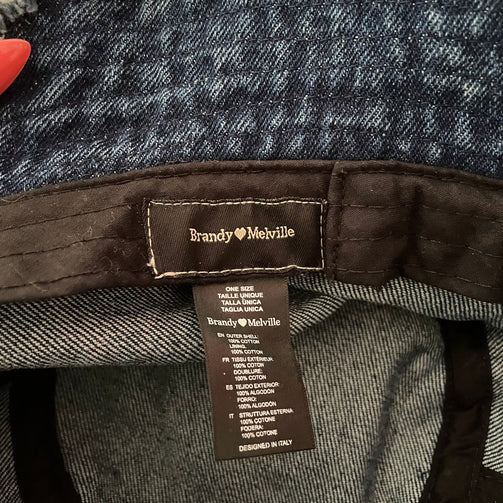 Brandy♥Melville
ONE SIZE
TAILLE UNIQUE
TALLA ÚNICA
TAGLIA UNICA
Brandy♥Melville
EN OUTER SHELL:
100% COTTON
LINING:
100% COTTON
FR TISSU EXTÉRIEUR
100% COTON
DOUBLURE:
100% COTON
ES TEJIDO EXTERIOR:
100% ALGODÓN
FORRO:
100% ALGODÓN
IT STRUTTURA ESTERNA
100% COTONE
FODERA:
100% COTONE
DESIGNED IN ITALY